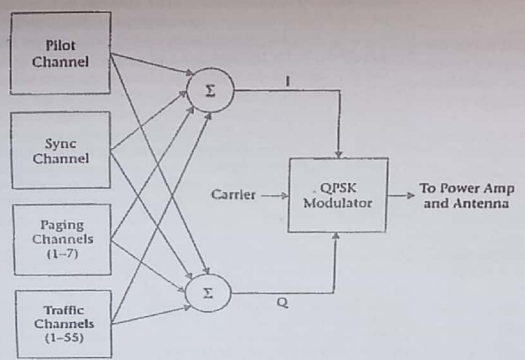 Pilot
Channel
Sync
Channel
Paging
Channels
(1–7)
Traffic
Channels
(1–55)
Σ
Σ
I
Q
Carrier
QPSK
Modulator
To Power Amp
and Antenna